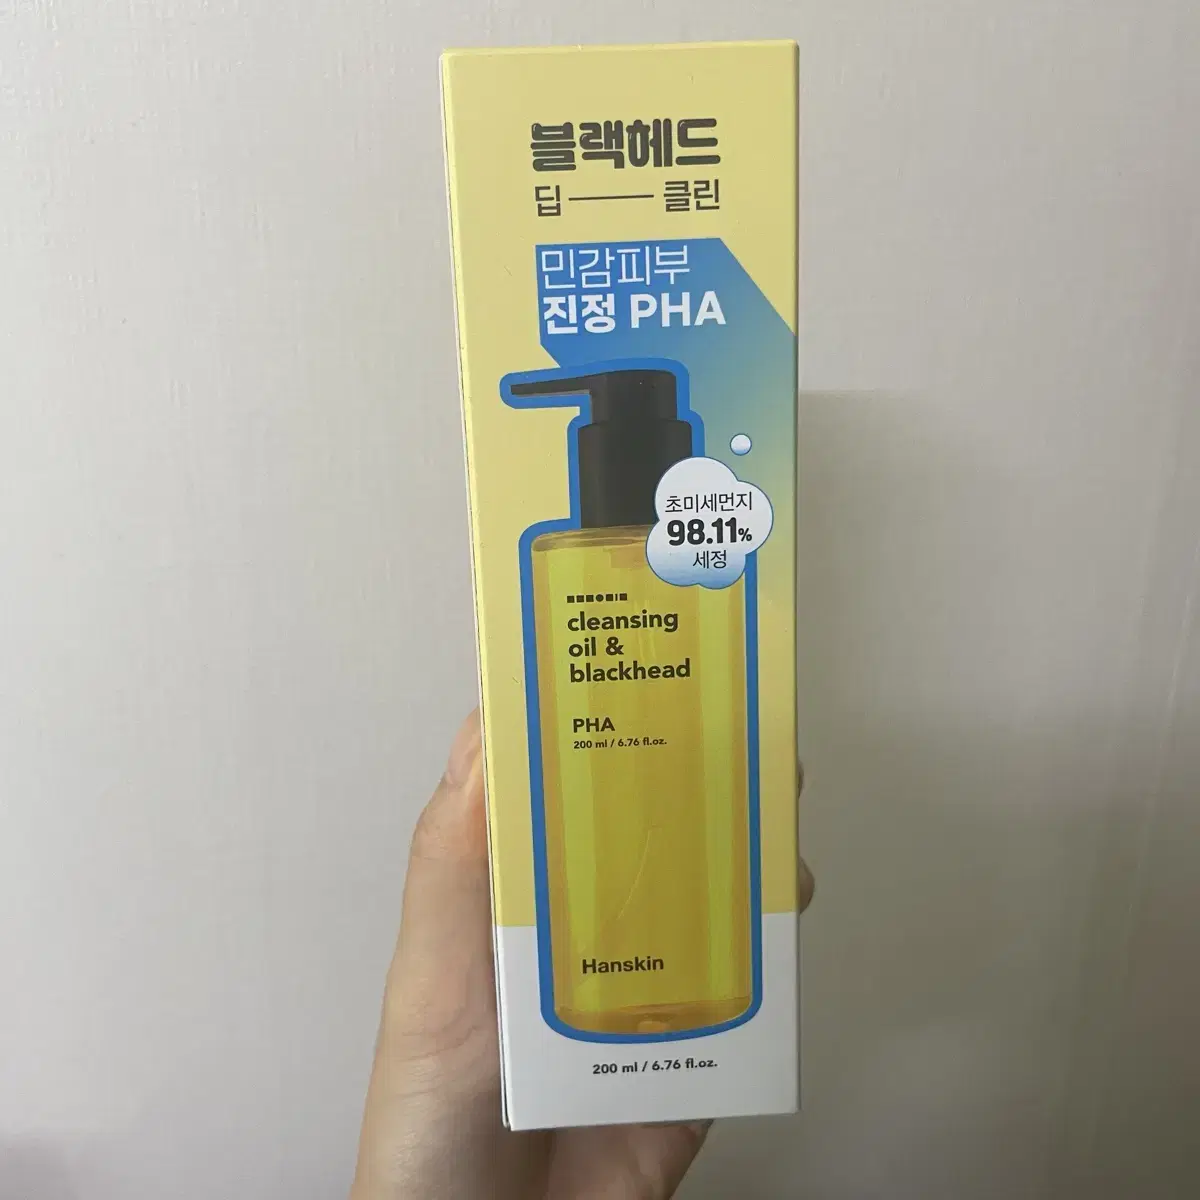 블랙헤드
딥 클린
민감피부
진정 PHA
초미세먼지
98.11%
세정
cleansing
oil &
blackhead
PHA
200 ml / 6.76 fl.oz.
Hanskin
200 ml / 6.76 fl.oz.